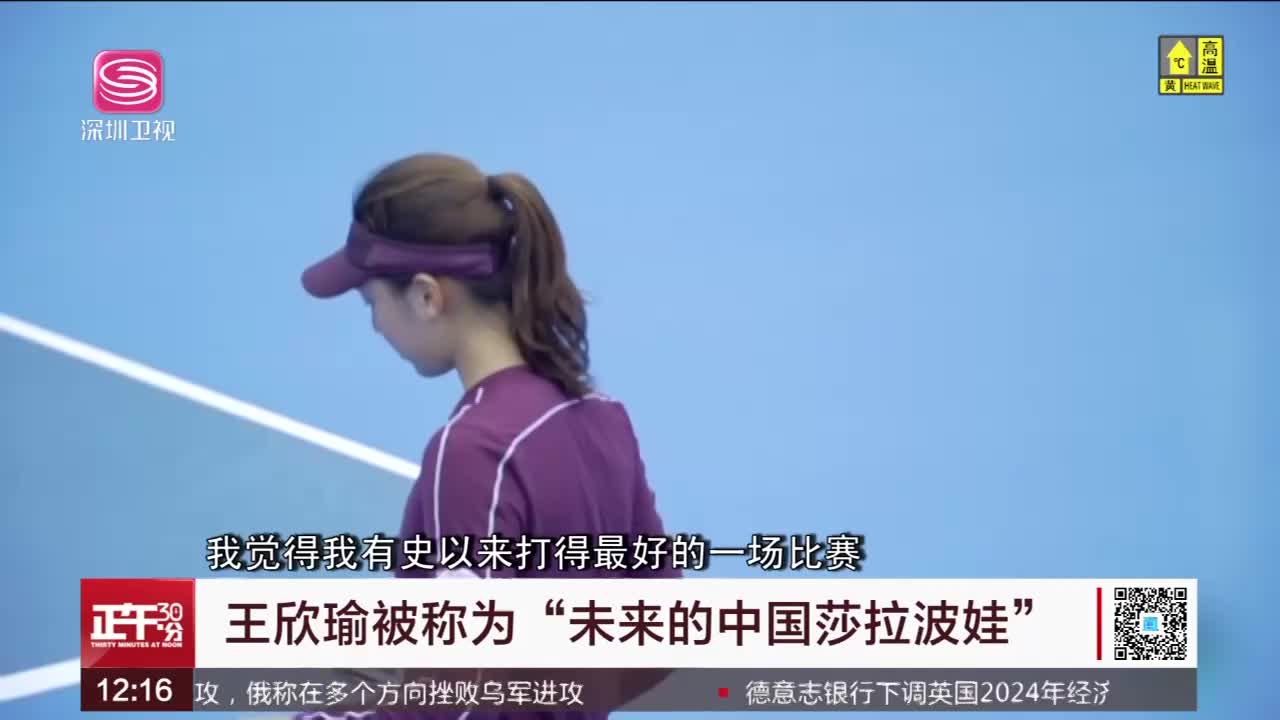 深圳卫视
℃
高温
黄
HEAT WAVE
我觉得我有史以来打得最好的一场比赛
正午30分
THIRTY MINUTES AT NOON
王欣瑜被称为“未来的中国莎拉波娃”
12:16
攻，俄称在多个方向挫败乌军进攻
德意志银行下调英国2024年经济